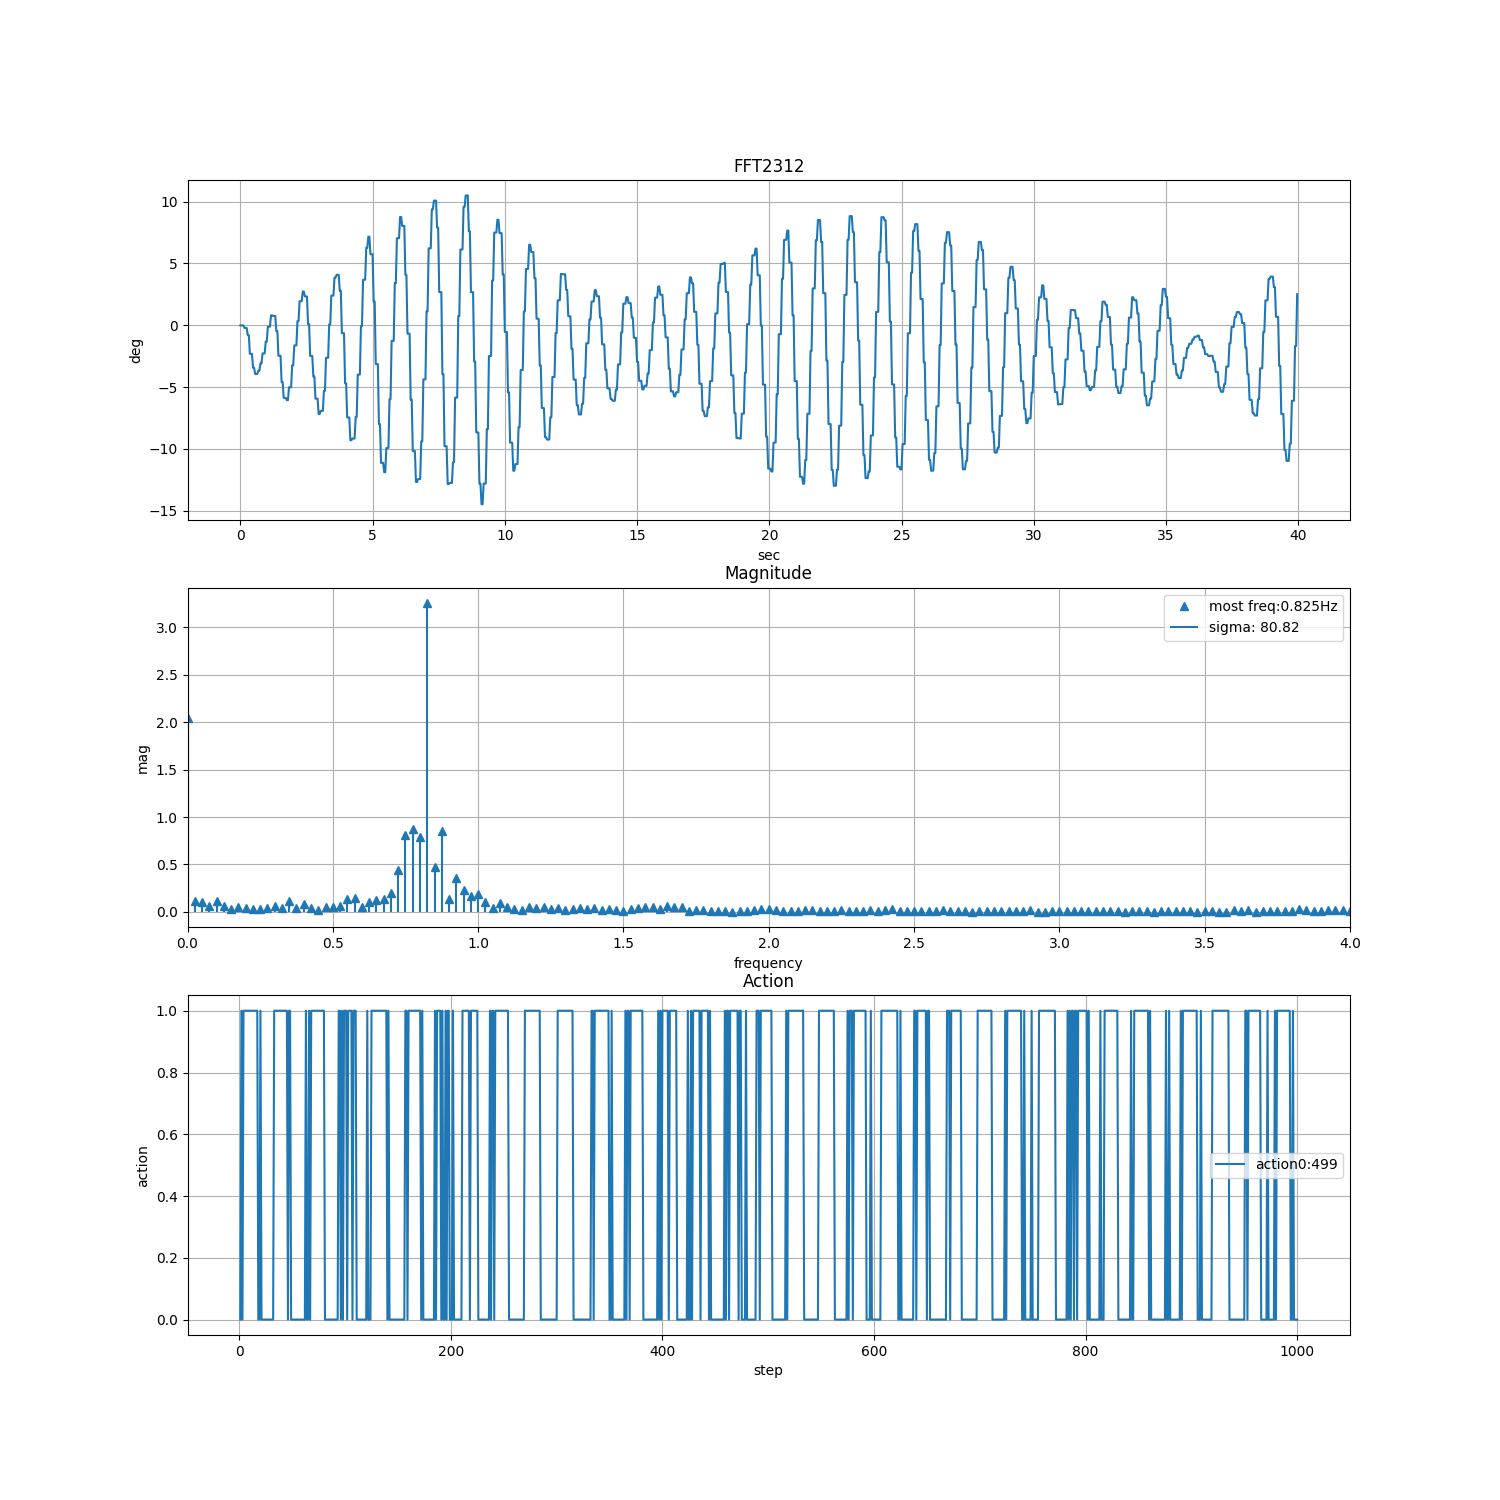 FFT2312
10
5
0
−5
−10
−15
deg
0 5 10 15 20 25 30 35 40
sec
Magnitude
most freq:0.825Hz
sigma: 80.82
3.0
2.5
2.0
1.5
1.0
0.5
0.0
mag
0.0 0.5 1.0 1.5 2.0 2.5 3.0 3.5 4.0
frequency
Action
1.0
0.8
0.6
0.4
0.2
0.0
action
action0:499
0 200 400 600 800 1000
step